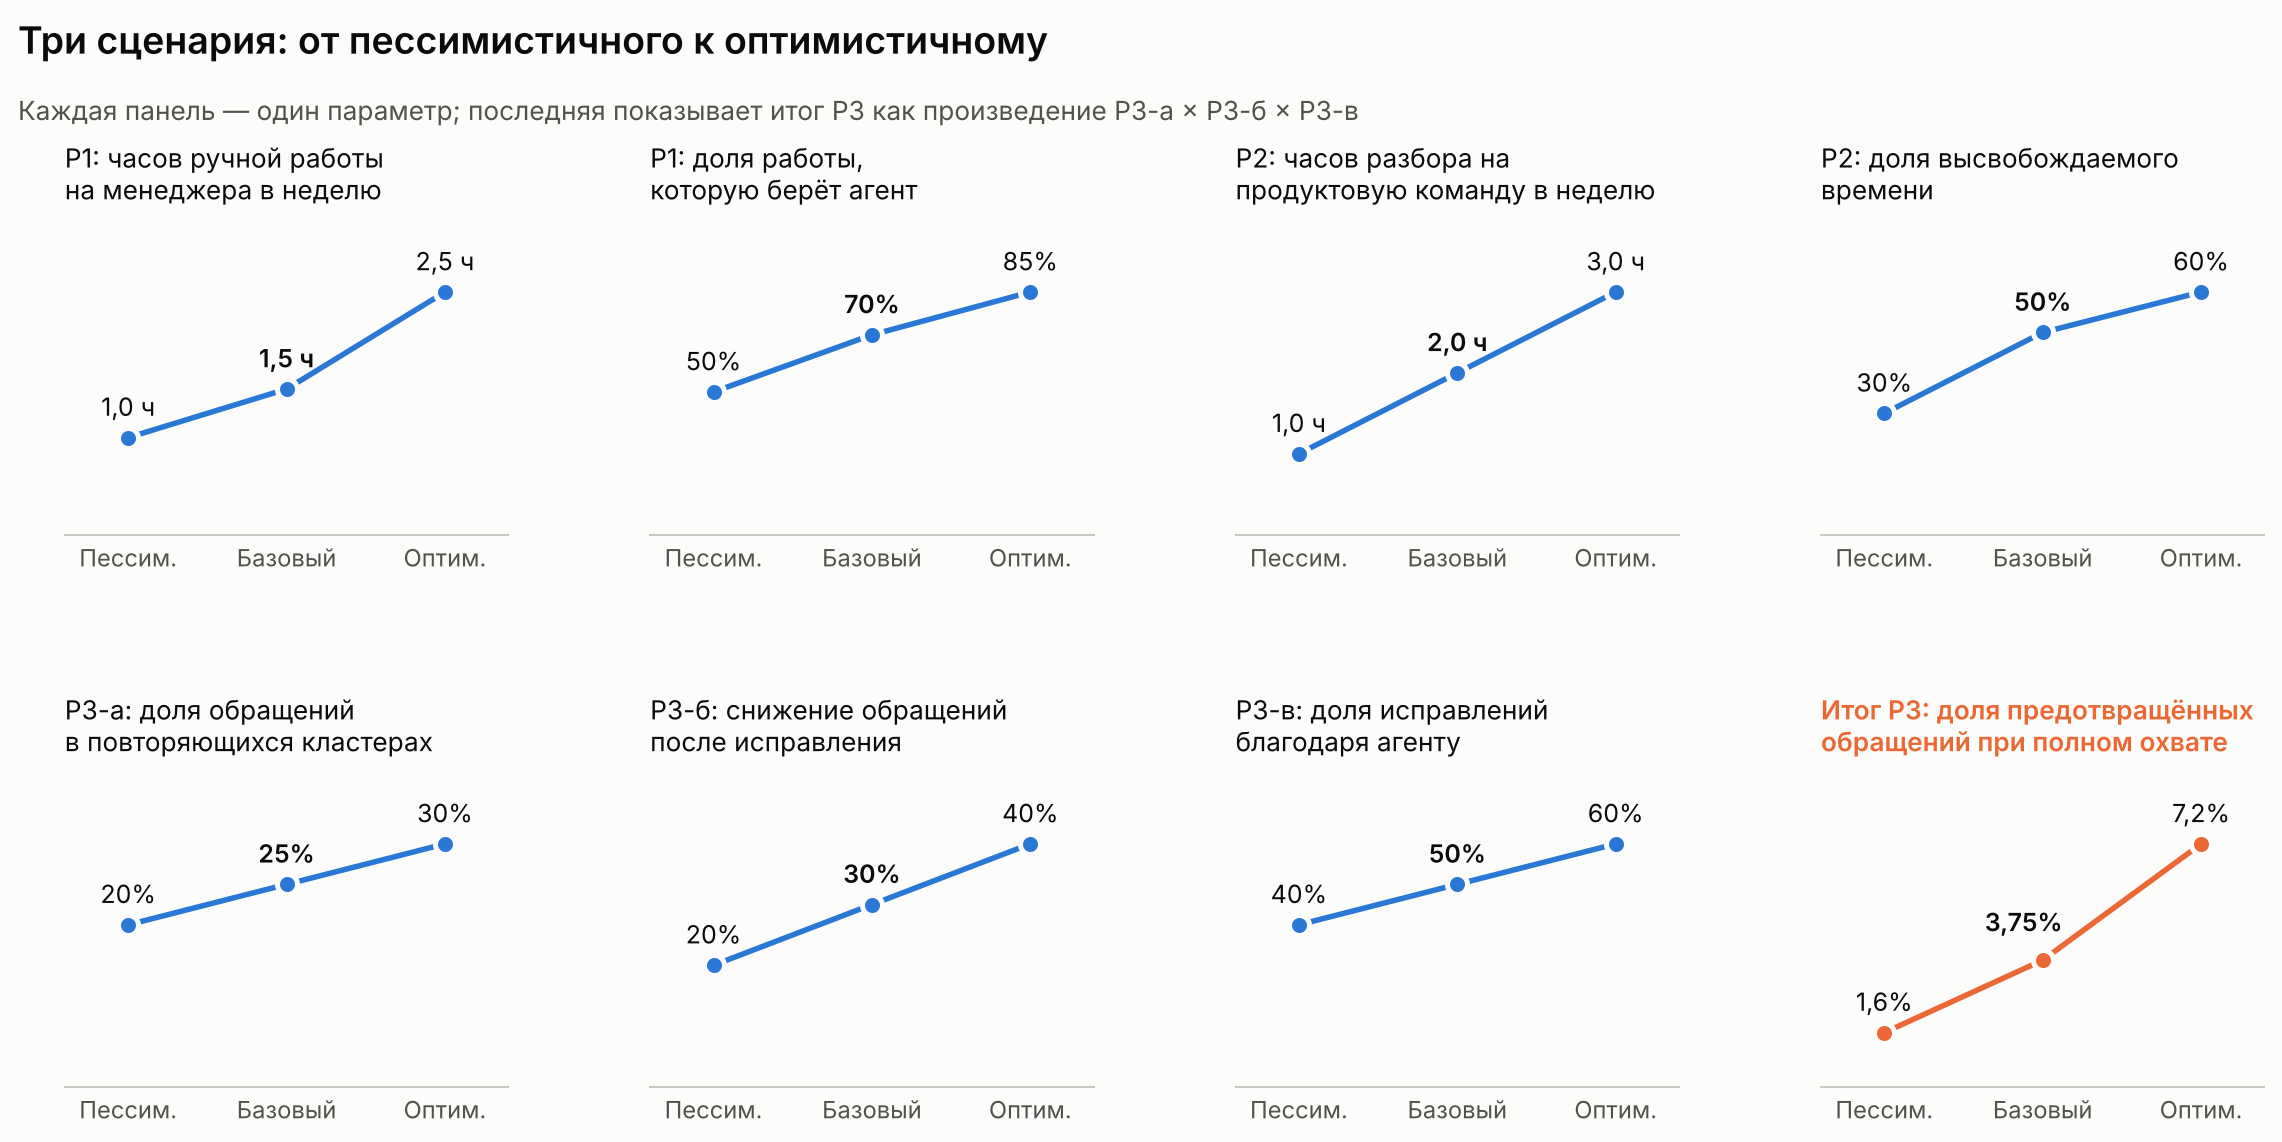 Три сценария: от пессимистичного к оптимистичному
Каждая панель — один параметр; последняя показывает итог Р3 как произведение Р3-а × Р3-б × Р3-в
Р1: часов ручной работы
на менеджера в неделю
2,5 ч
1,5 ч
1,0 ч
Пессим. Базовый Оптим.
Р1: доля работы,
которую берёт агент
85%
70%
50%
Пессим. Базовый Оптим.
Р2: часов разбора на
продуктовую команду в неделю
3,0 ч
2,0 ч
1,0 ч
Пессим. Базовый Оптим.
Р2: доля высвобождаемого
времени
60%
50%
30%
Пессим. Базовый Оптим.
Р3-а: доля обращений
в повторяющихся кластерах
30%
25%
20%
Пессим. Базовый Оптим.
Р3-б: снижение обращений
после исправления
40%
30%
20%
Пессим. Базовый Оптим.
Р3-в: доля исправлений
благодаря агенту
60%
50%
40%
Пессим. Базовый Оптим.
Итог Р3: доля предотвращённых
обращений при полном охвате
7,2%
3,75%
1,6%
Пессим. Базовый Оптим.